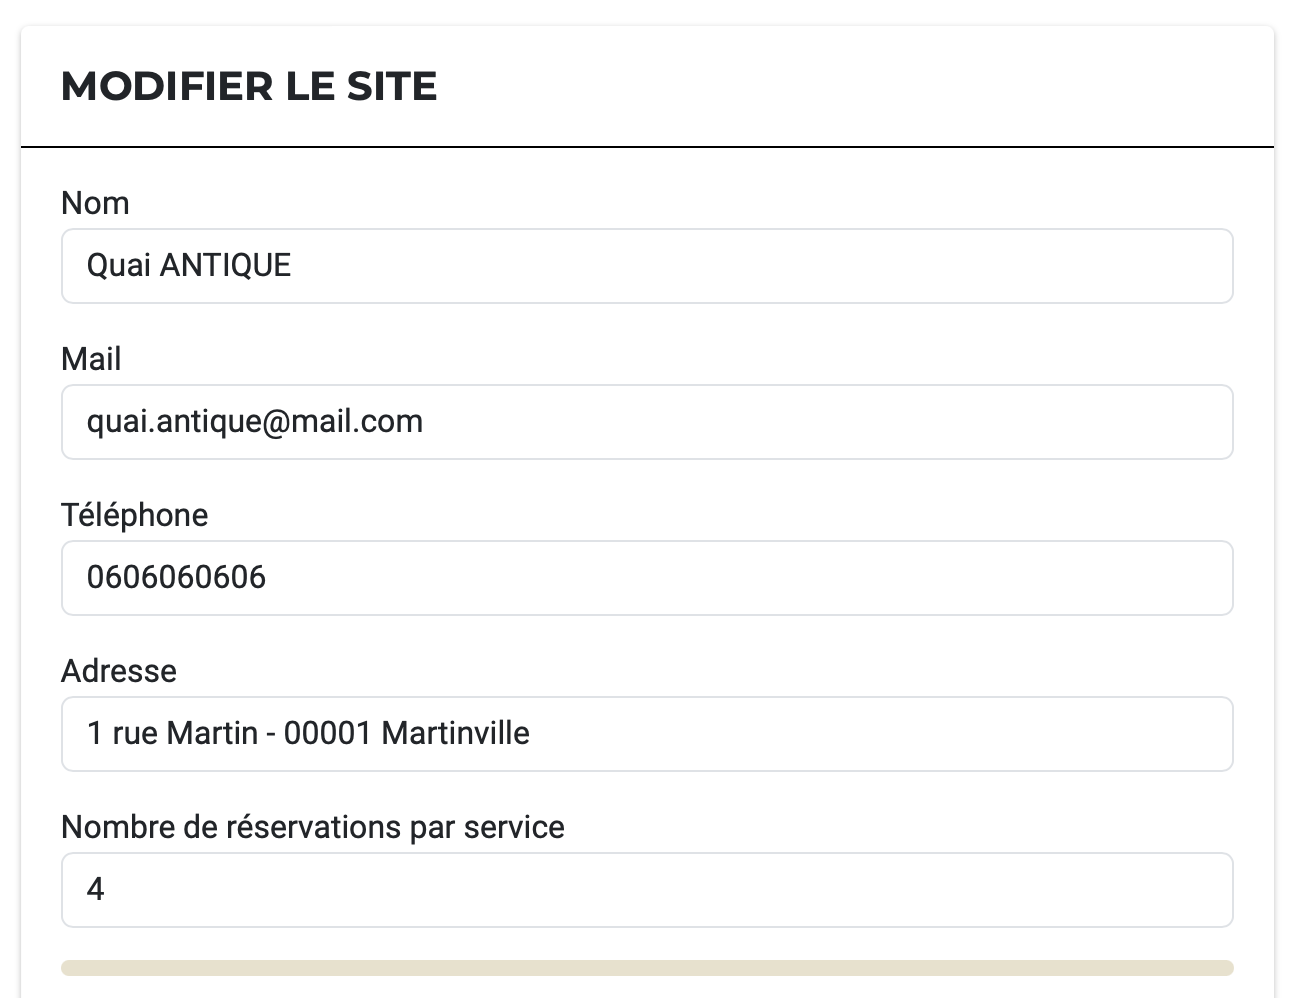 MODIFIER LE SITE
Nom
Quai ANTIQUE
Mail
quai.antique@mail.com
Téléphone
0606060606
Adresse
1 rue Martin - 00001 Martinville
Nombre de réservations par service
4